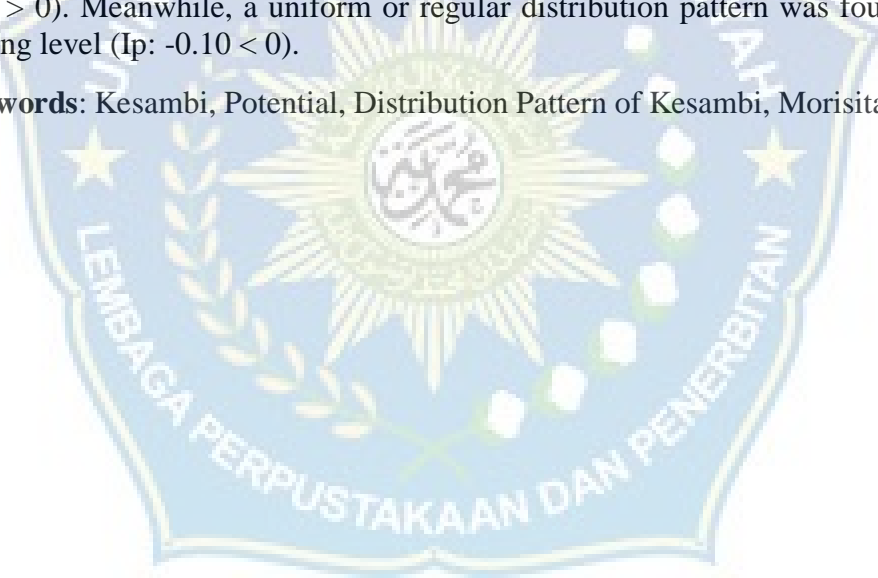 > 0). Meanwhile, a uniform or regular distribution pattern was fou
ng level (Ip: -0.10 < 0).
words: Kesambi, Potential, Distribution Pattern of Kesambi, Morisita
LEMBAGA PERPUSTAKAAN DAN PENERBITAN